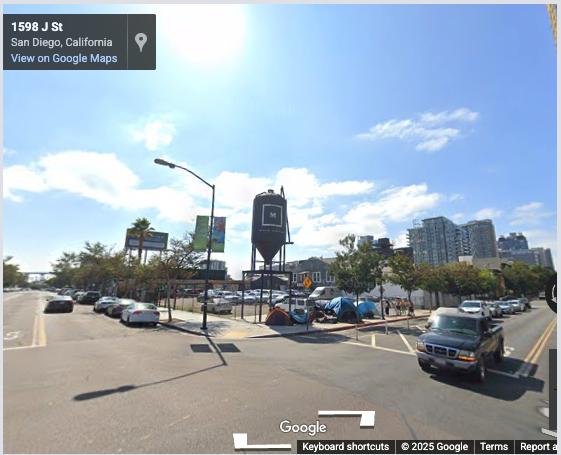 1598 J St
San Diego, California
View on Google Maps
M
Google
Keyboard shortcuts
© 2025 Google
Terms
Report a